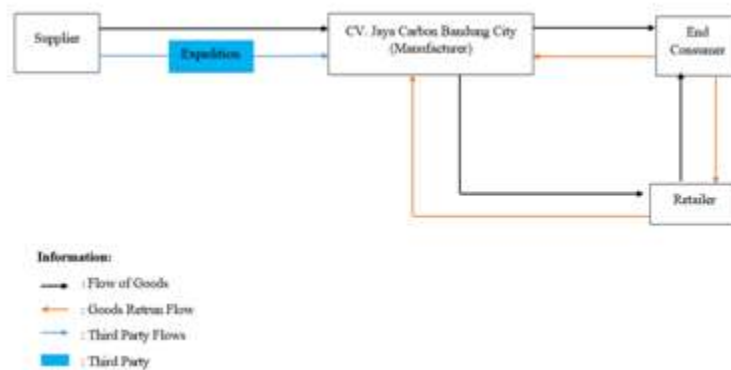 Supplier
Expedition
CV. Jaya Carbon Bandung City
(Manufacturer)
End
Consumer
Retailer
Information:
: Flow of Goods
: Goods Retrun Flow
: Third Party Flows
: Third Party